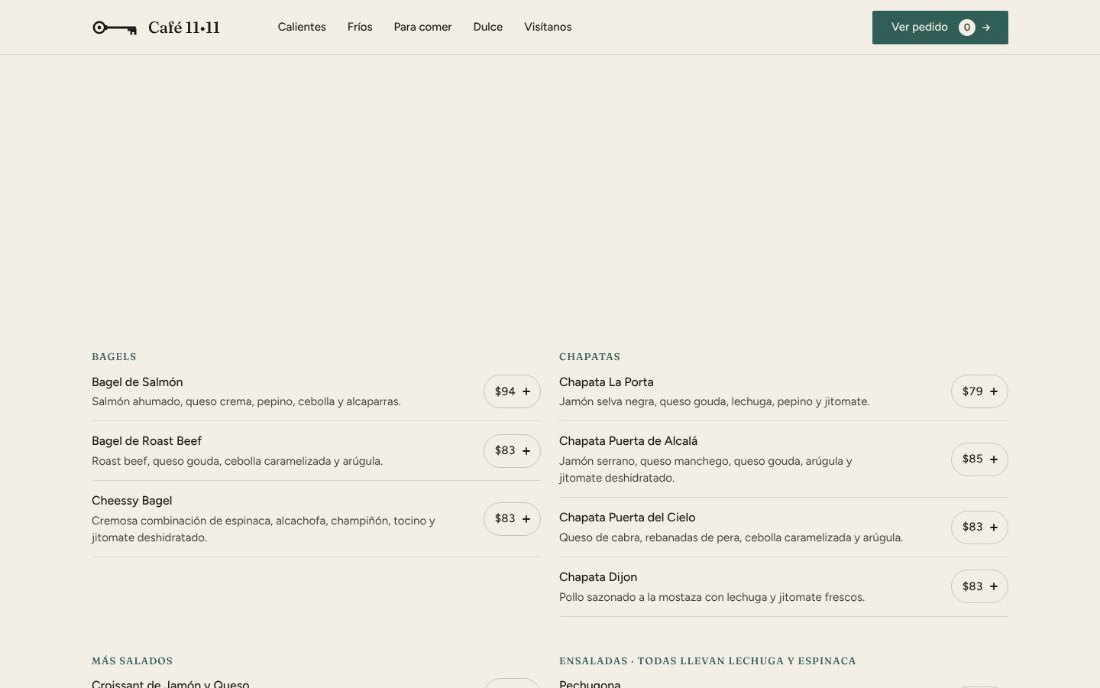 Café 11•11
Calientes
Fríos
Para comer
Dulce
Visítanos
Ver pedido 0 →
BAGELS
Bagel de Salmón
Salmón ahumado, queso crema, pepino, cebolla y alcaparras.
$94 +
Bagel de Roast Beef
Roast beef, queso gouda, cebolla caramelizada y arúgula.
$83 +
Cheessy Bagel
Cremosa combinación de espinaca, alcachofa, champiñón, tocino y
jitomate deshidratado.
$83 +
CHAPATAS
Chapata La Porta
Jamón selva negra, queso gouda, lechuga, pepino y jitomate.
$79 +
Chapata Puerta de Alcalá
Jamón serrano, queso manchego, queso gouda, arúgula y
jitomate deshidratado.
$85 +
Chapata Puerta del Cielo
Queso de cabra, rebanadas de pera, cebolla caramelizada y arúgula.
$83 +
Chapata Dijon
Pollo sazonado a la mostaza con lechuga y jitomate frescos.
$83 +
MÁS SALADOS
Croissant de Jamón y Queso
ENSALADAS · TODAS LLEVAN LECHUGA Y ESPINACA
Pechugona